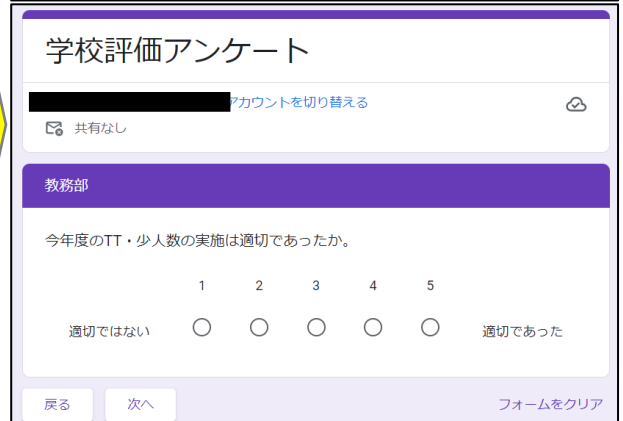 学校評価アンケート
アカウントを切り替える
共有なし
教務部
今年度のTT・少人数の実施は適切であったか。
1 2 3 4 5
適切ではない 適切であった
戻る 次へ フォームをクリア